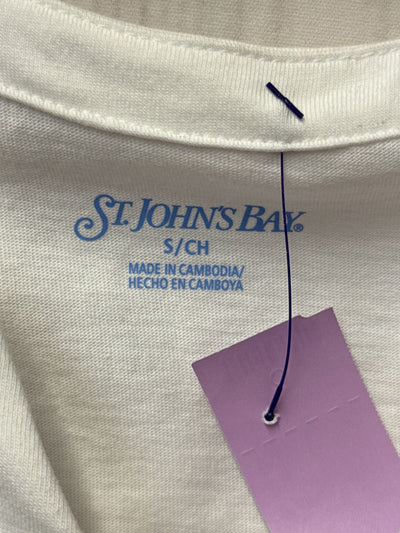 ST. JOHN'S BAY®
S/CH
MADE IN CAMBODIA/
HECHO EN CAMBOYA